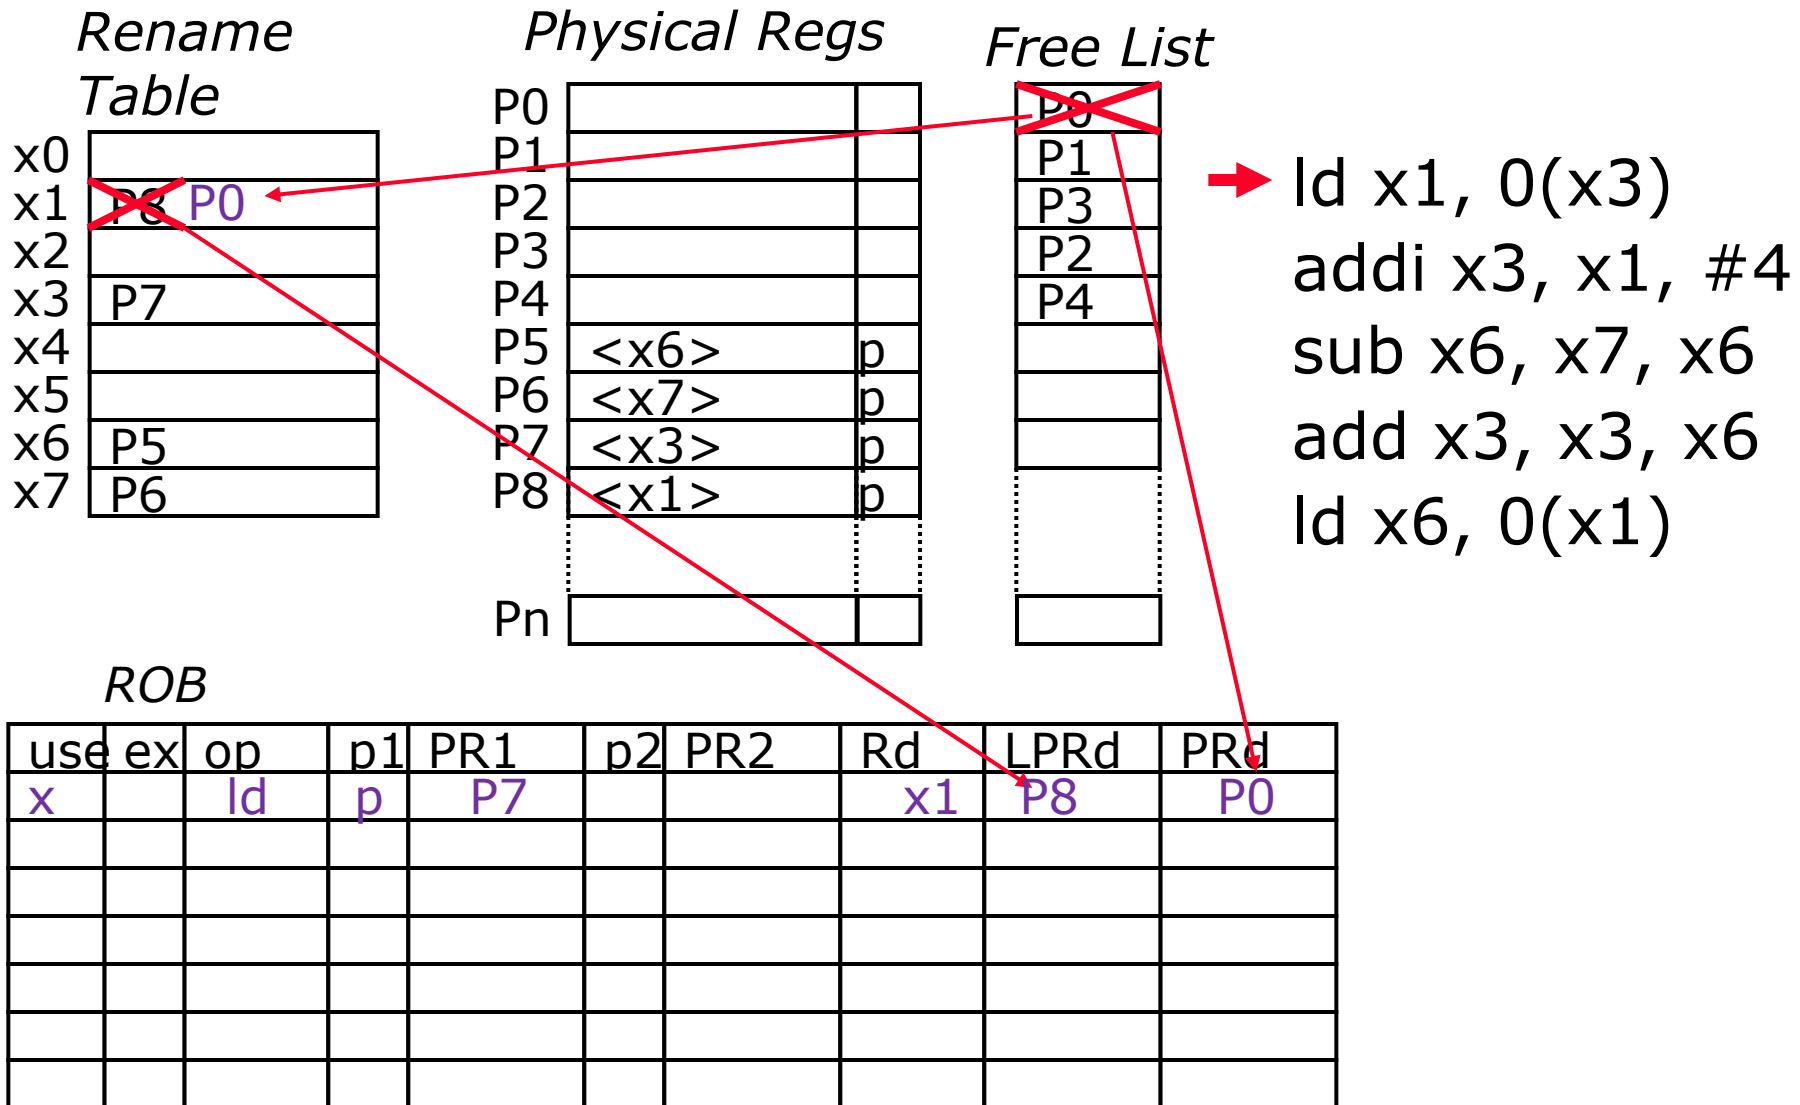 Rename
Table
x0
x1 P8 P0
x2
x3 P7
x4
x5
x6 P5
x7 P6
Physical Regs
P0
P1
P2
P3
P4
P5 <x6> p
P6 <x7> p
P7 <x3> p
P8 <x1> p
Pn
Free List
P0
P1
P3
P2
P4
ld x1, 0(x3)
addi x3, x1, #4
sub x6, x7, x6
add x3, x3, x6
ld x6, 0(x1)
ROB
use ex op p1 PR1 p2 PR2 Rd LPRd PRd
x ld p P7 x1 P8 P0